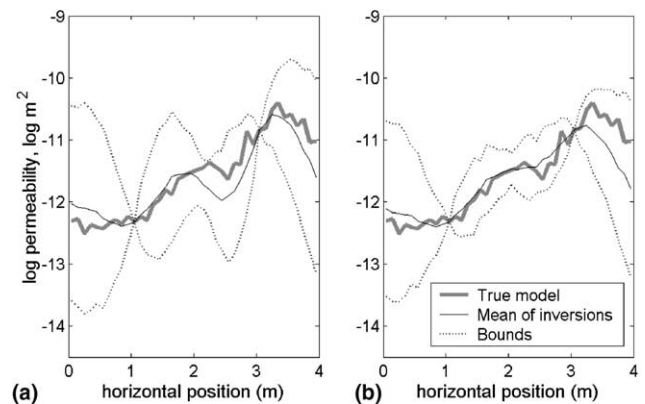 log permeability, log m²
-9
-10
-11
-12
-13
-14
0 1 2 3 4
(a) horizontal position (m)
-9
-10
-11
-12
-13
-14
True model
Mean of inversions
Bounds
0 1 2 3 4
(b) horizontal position (m)